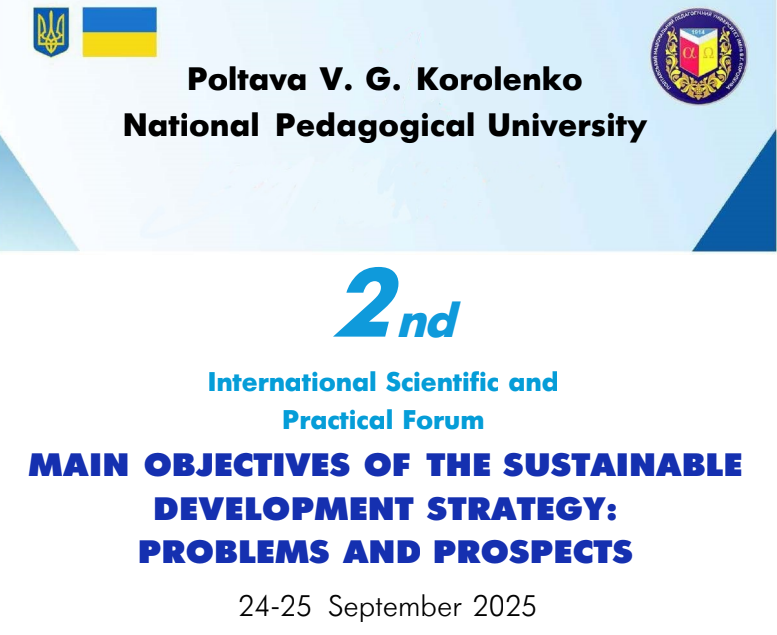 Poltava V. G. Korolenko
National Pedagogical University
1914
α Ω
2nd
International Scientific and
Practical Forum
MAIN OBJECTIVES OF THE SUSTAINABLE
DEVELOPMENT STRATEGY:
PROBLEMS AND PROSPECTS
24-25 September 2025